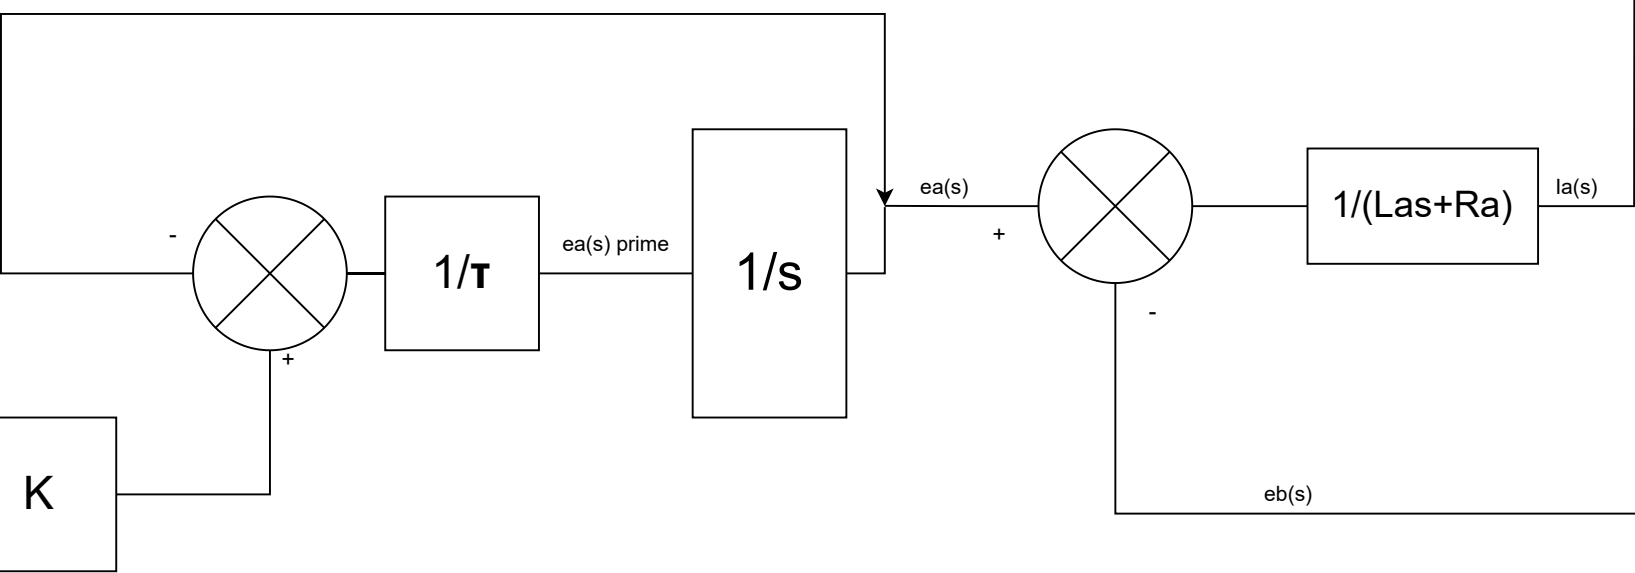 -
+
1/τ
ea(s) prime
1/s
ea(s)
+
-
1/(Las+Ra)
Ia(s)
K
eb(s)